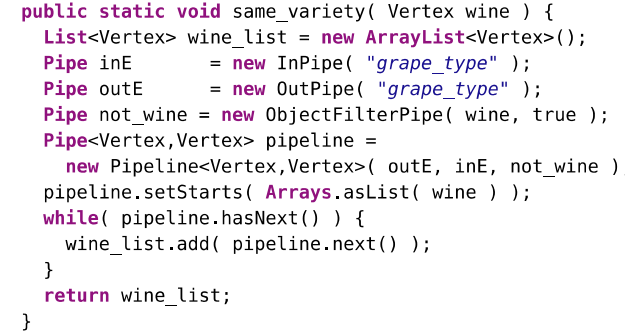 public static void same_variety( Vertex wine ) {
  List<Vertex> wine_list = new ArrayList<Vertex>();
  Pipe inE       = new InPipe( "grape_type" );
  Pipe outE      = new OutPipe( "grape_type" );
  Pipe not_wine = new ObjectFilterPipe( wine, true );
  Pipe<Vertex,Vertex> pipeline =
    new Pipeline<Vertex,Vertex>( outE, inE, not_wine )
  pipeline.setStarts( Arrays.asList( wine ) );
  while( pipeline.hasNext() ) {
    wine_list.add( pipeline.next() );
  }
  return wine_list;
}